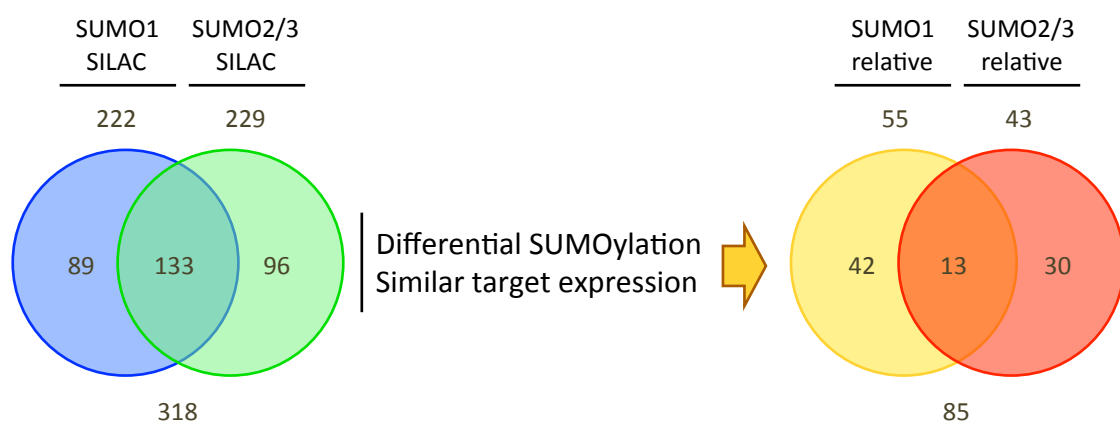 SUMO1 SUMO2/3
SILAC SILAC
222 229
89 133 96
318
Differential SUMOylation
Similar target expression
SUMO1 SUMO2/3
relative relative
55 43
42 13 30
85